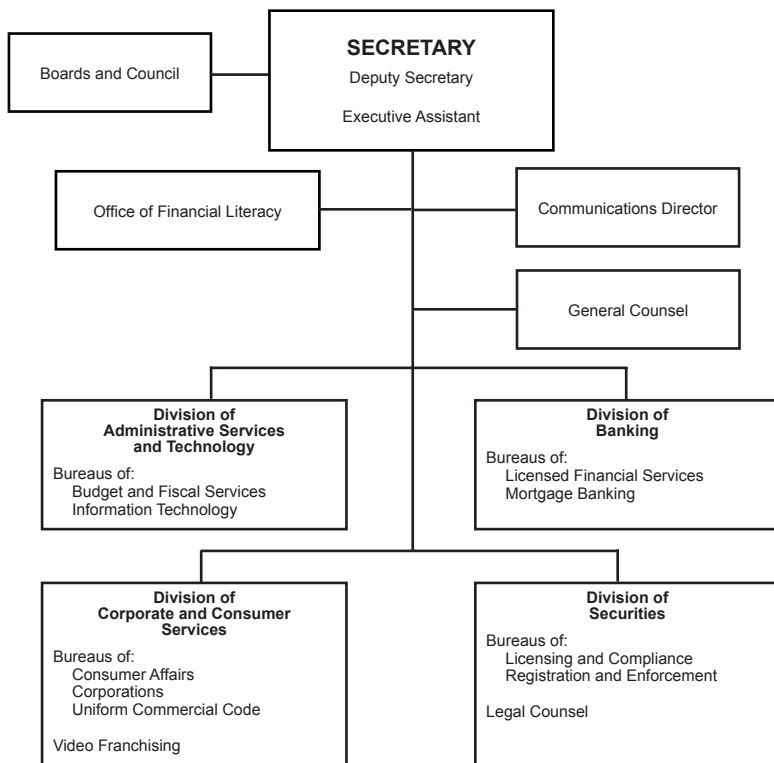 Boards and Council
SECRETARY
Deputy Secretary
Executive Assistant
Office of Financial Literacy
Communications Director
General Counsel
Division of
Administrative Services
and Technology
Bureaus of:
Budget and Fiscal Services
Information Technology
Division of
Banking
Bureaus of:
Licensed Financial Services
Mortgage Banking
Division of
Corporate and Consumer
Services
Bureaus of:
Consumer Affairs
Corporations
Uniform Commercial Code
Video Franchising
Division of
Securities
Bureaus of:
Licensing and Compliance
Registration and Enforcement
Legal Counsel